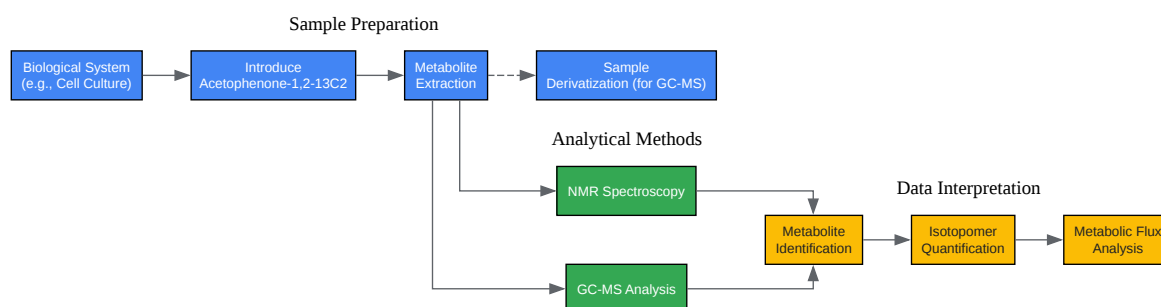 Sample Preparation
Biological System
(e.g., Cell Culture)
Introduce
Acetophenone-1,2-13C2
Metabolite
Extraction
Sample
Derivatization (for GC-MS)
Analytical Methods
NMR Spectroscopy
GC-MS Analysis
Data Interpretation
Metabolite
Identification
Isotopomer
Quantification
Metabolic Flux
Analysis